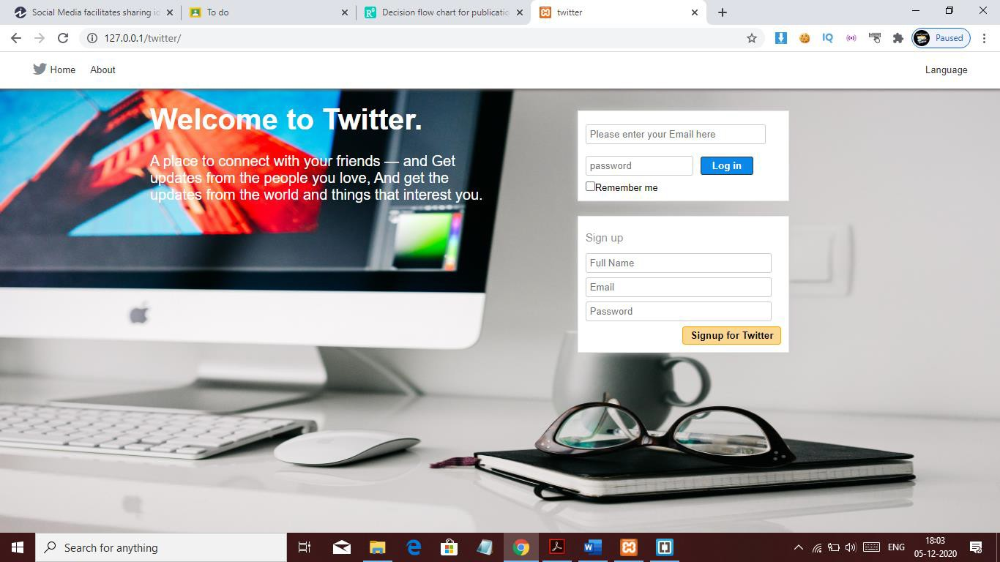 Social Media facilitates sharing ic
To do
Decision flow chart for publicatio
twitter
127.0.0.1/twitter/
IQ
Paused
Home
About
Language
Welcome to Twitter.
A place to connect with your friends — and Get
updates from the people you love, And get the
updates from the world and things that interest you.
Please enter your Email here
password
Log in
Remember me
Sign up
Full Name
Email
Password
Signup for Twitter
Search for anything
ENG
18:03
05-12-2020